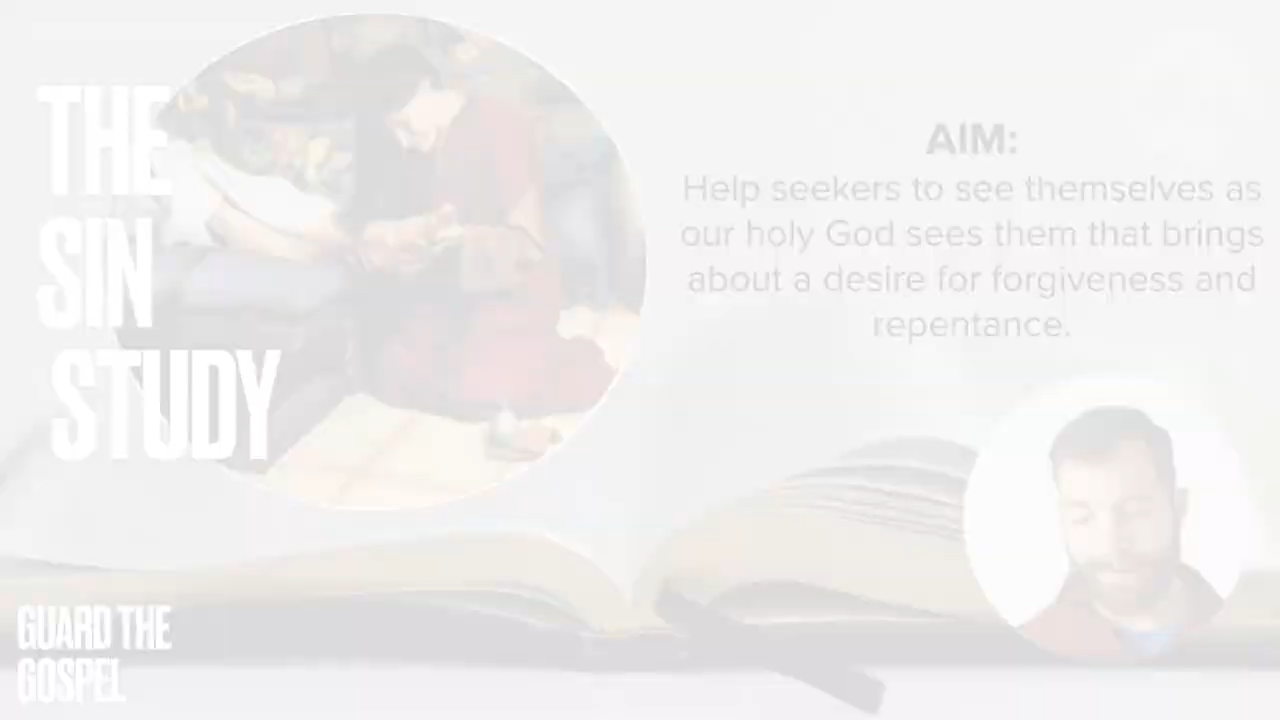 THE
SIN
STUDY
AIM:
Help seekers to see themselves as
our holy God sees them that brings
about a desire for forgiveness and
repentance.
GUARD THE
GOSPEL